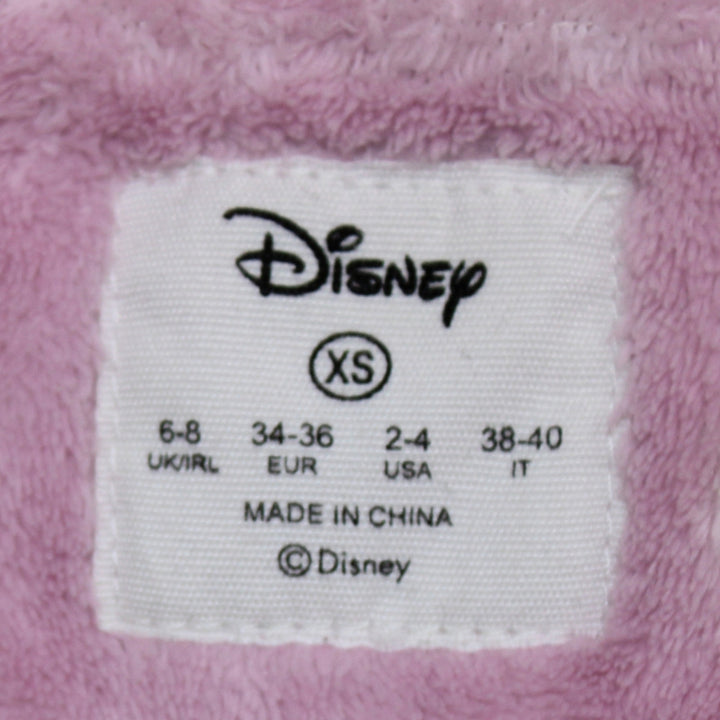 Disney
XS
6-8 34-36 2-4 38-40
UK/IRL EUR USA IT
MADE IN CHINA
©Disney